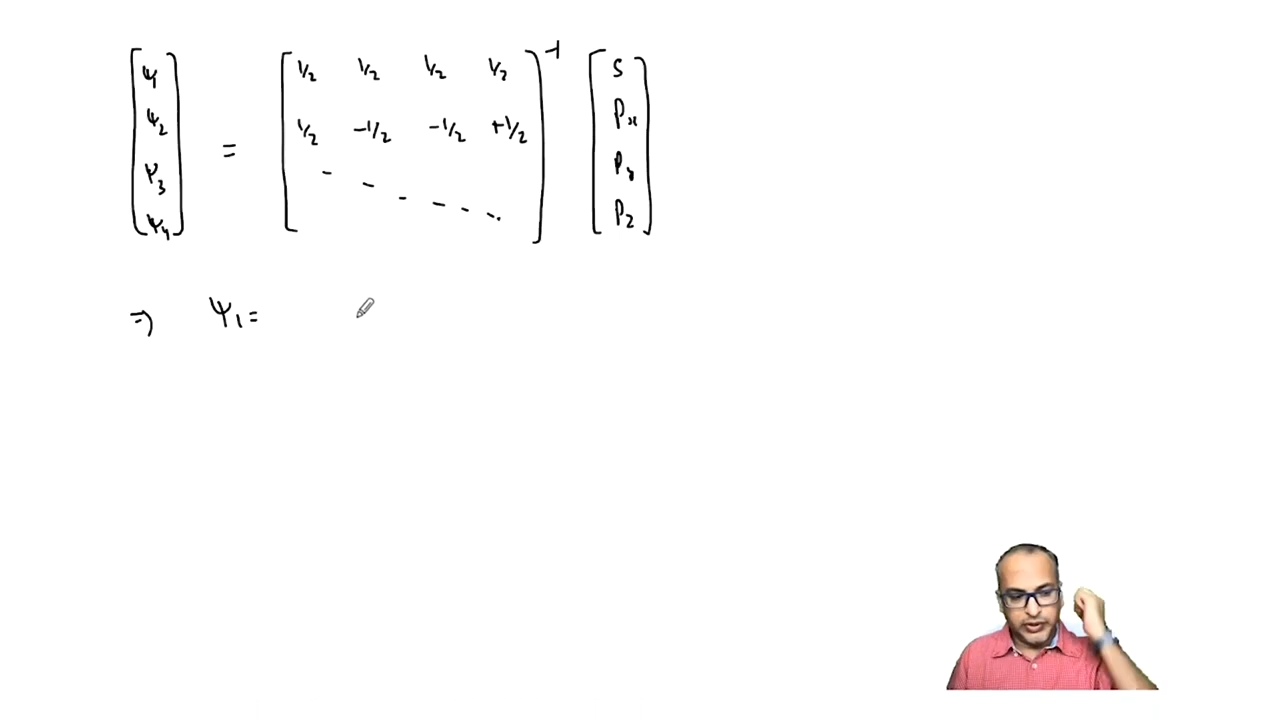 [ψ1 ψ2 ψ3 ψ4] = [1/2 1/2 1/2 1/2
1/2 -1/2 -1/2 +1/2
- - - - - - .]^-1 [S Px Py Pz]
⇒ ψ1 =